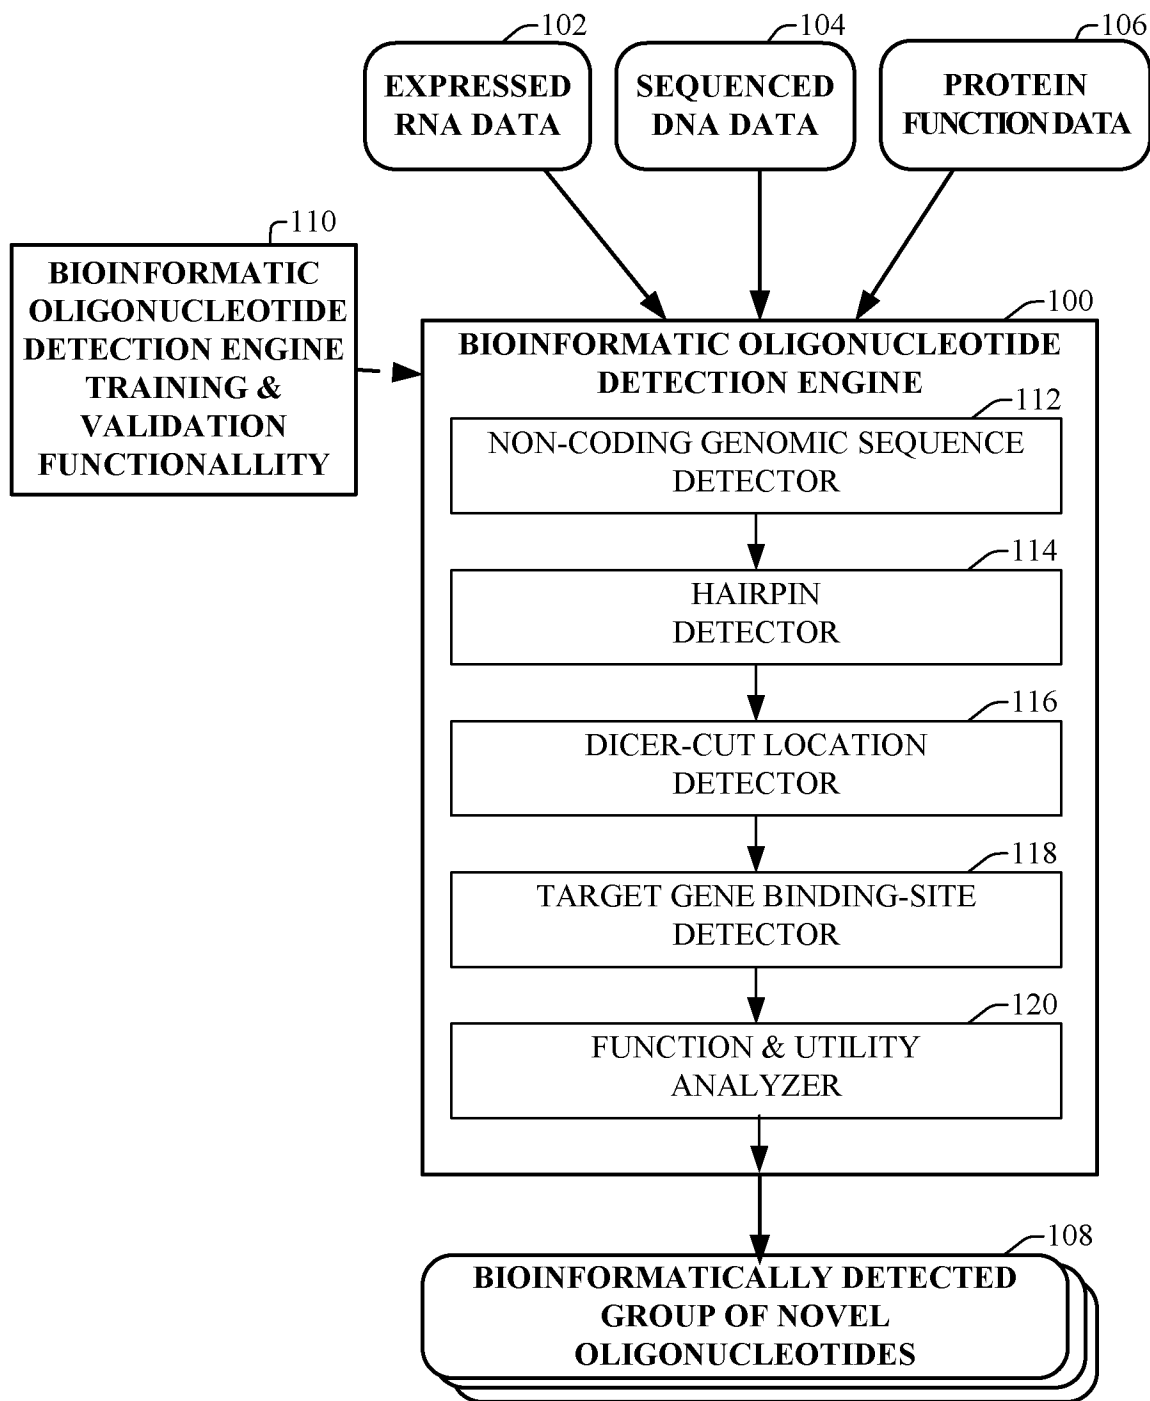 102
EXPRESSED
RNA DATA
104
SEQUENCED
DNA DATA
106
PROTEIN
FUNCTION DATA
110
BIOINFORMATIC
OLIGONUCLEOTIDE
DETECTION ENGINE
TRAINING &
VALIDATION
FUNCTIONALLITY
100
BIOINFORMATIC OLIGONUCLEOTIDE
DETECTION ENGINE
112
NON-CODING GENOMIC SEQUENCE
DETECTOR
114
HAIRPIN
DETECTOR
116
DICER-CUT LOCATION
DETECTOR
118
TARGET GENE BINDING-SITE
DETECTOR
120
FUNCTION & UTILITY
ANALYZER
108
BIOINFORMATICALLY DETECTED
GROUP OF NOVEL
OLIGONUCLEOTIDES